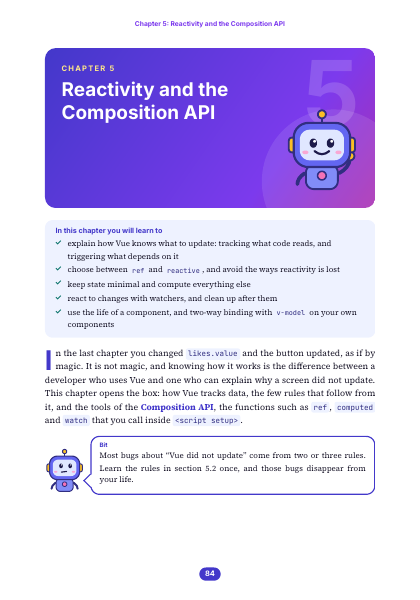 Chapter 5: Reactivity and the Composition API
CHAPTER 5
5
Reactivity and the
Composition API
In this chapter you will learn to
explain how Vue knows what to update: tracking what code reads, and
triggering what depends on it
choose between ref and reactive, and avoid the ways reactivity is lost
keep state minimal and compute everything else
react to changes with watchers, and clean up after them
use the life of a component, and two-way binding with v-model on your own
components
In the last chapter you changed likes.value and the button updated, as if by
magic. It is not magic, and knowing how it works is the difference between a
developer who uses Vue and one who can explain why a screen did not update.
This chapter opens the box: how Vue tracks data, the few rules that follow from
it, and the tools of the Composition API, the functions such as ref, computed
and watch that you call inside <script setup>.
Bit
Most bugs about “Vue did not update” come from two or three rules.
Learn the rules in section 5.2 once, and those bugs disappear from
your life.
84